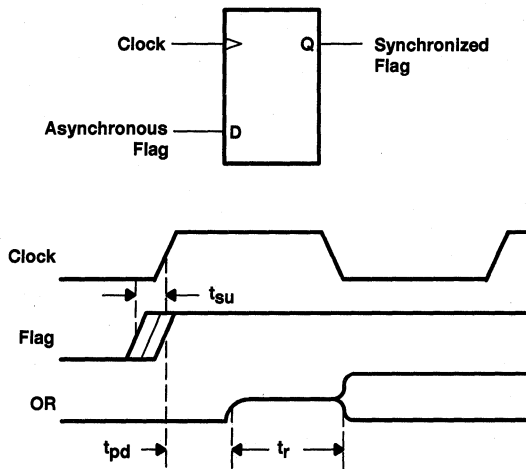 Clock
Q
Synchronized
Flag
Asynchronous
Flag
D
Clock
tsu
Flag
OR
tpd
tr